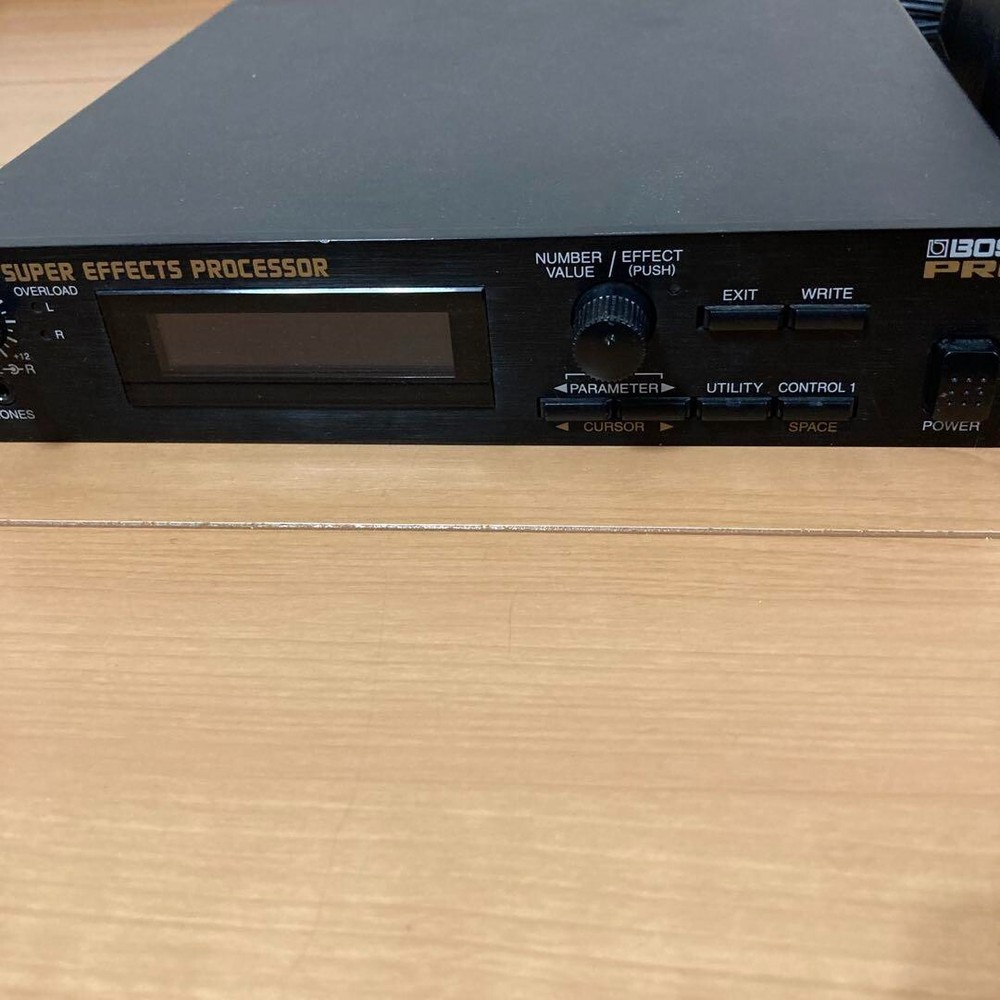 SUPER EFFECTS PROCESSOR
OVERLOAD
L
R
+12
R
ONES
NUMBER / EFFECT
VALUE (PUSH)
EXIT
WRITE
PARAMETER
CURSOR
UTILITY
CONTROL 1
SPACE
BOS
PR
POWER